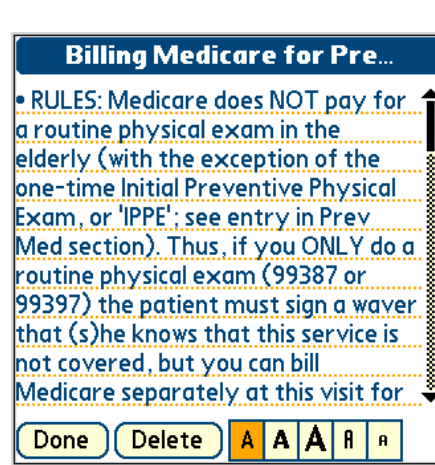 Billing Medicare for Pre...
• RULES: Medicare does NOT pay for
a routine physical exam in the
elderly (with the exception of the
one-time Initial Preventive Physical
Exam, or 'IPPE'; see entry in Prev
Med section). Thus, if you ONLY do a
routine physical exam (99387 or
99397) the patient must sign a waver
that (s)he knows that this service is
not covered, but you can bill
Medicare separately at this visit for
Done Delete A A A A A